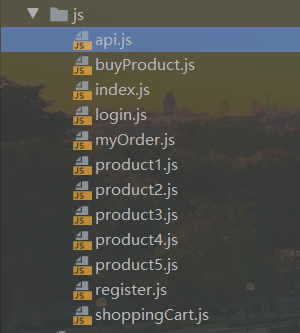 js
api.js
buyProduct.js
index.js
login.js
myOrder.js
product1.js
product2.js
product3.js
product4.js
product5.js
register.js
shoppingCart.js